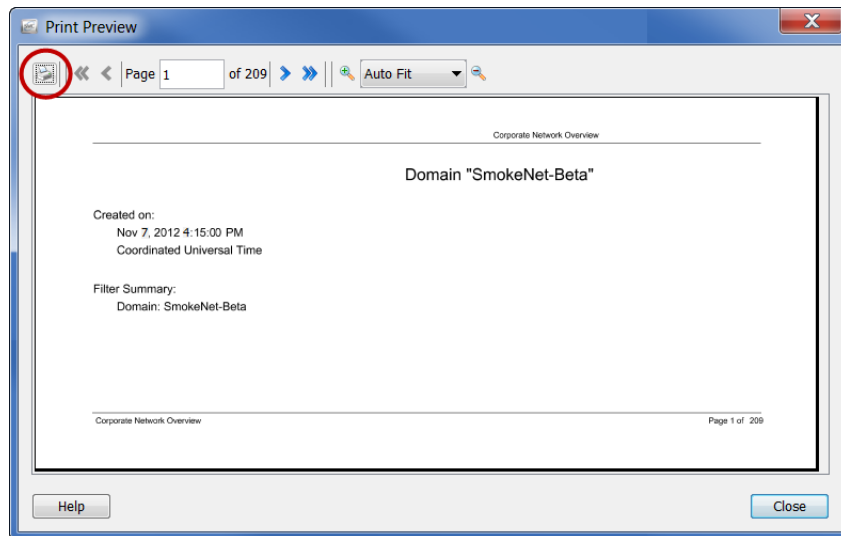 Print Preview
Page 1 of 209 Auto Fit
Corporate Network Overview
Domain "SmokeNet-Beta"
Created on:
Nov 7, 2012 4:15:00 PM
Coordinated Universal Time
Filter Summary:
Domain: SmokeNet-Beta
Corporate Network Overview Page 1 of 209
Help Close